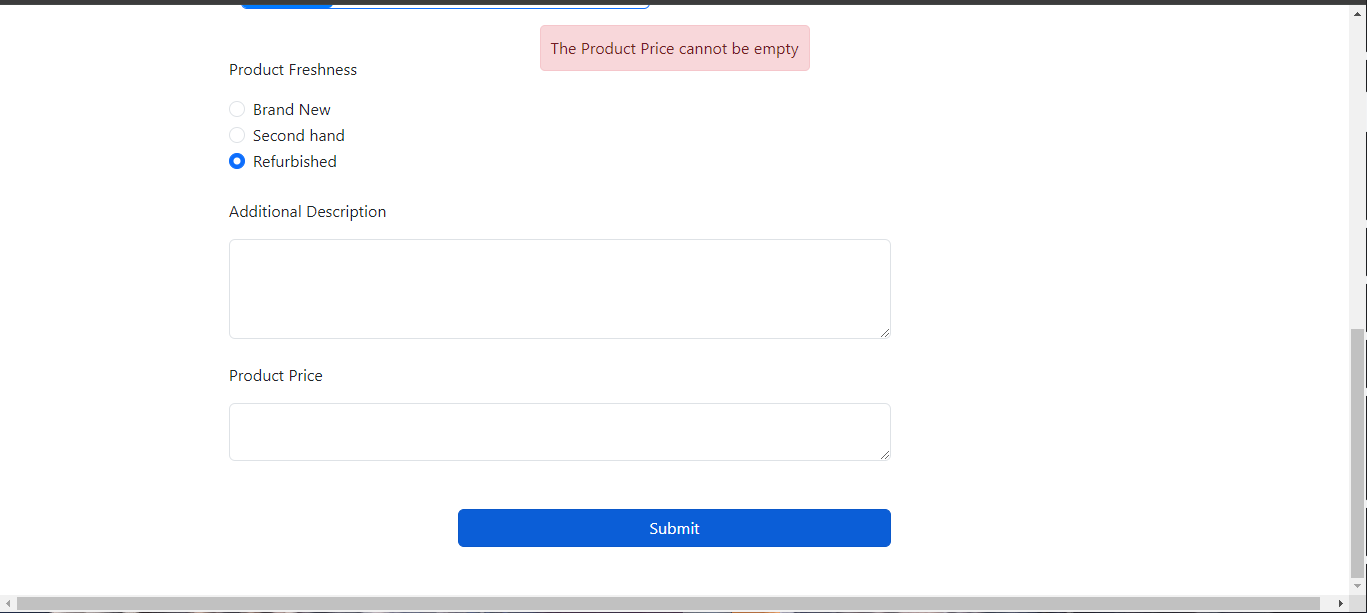 The Product Price cannot be empty
Product Freshness
Brand New
Second hand
Refurbished
Additional Description
Product Price
Submit